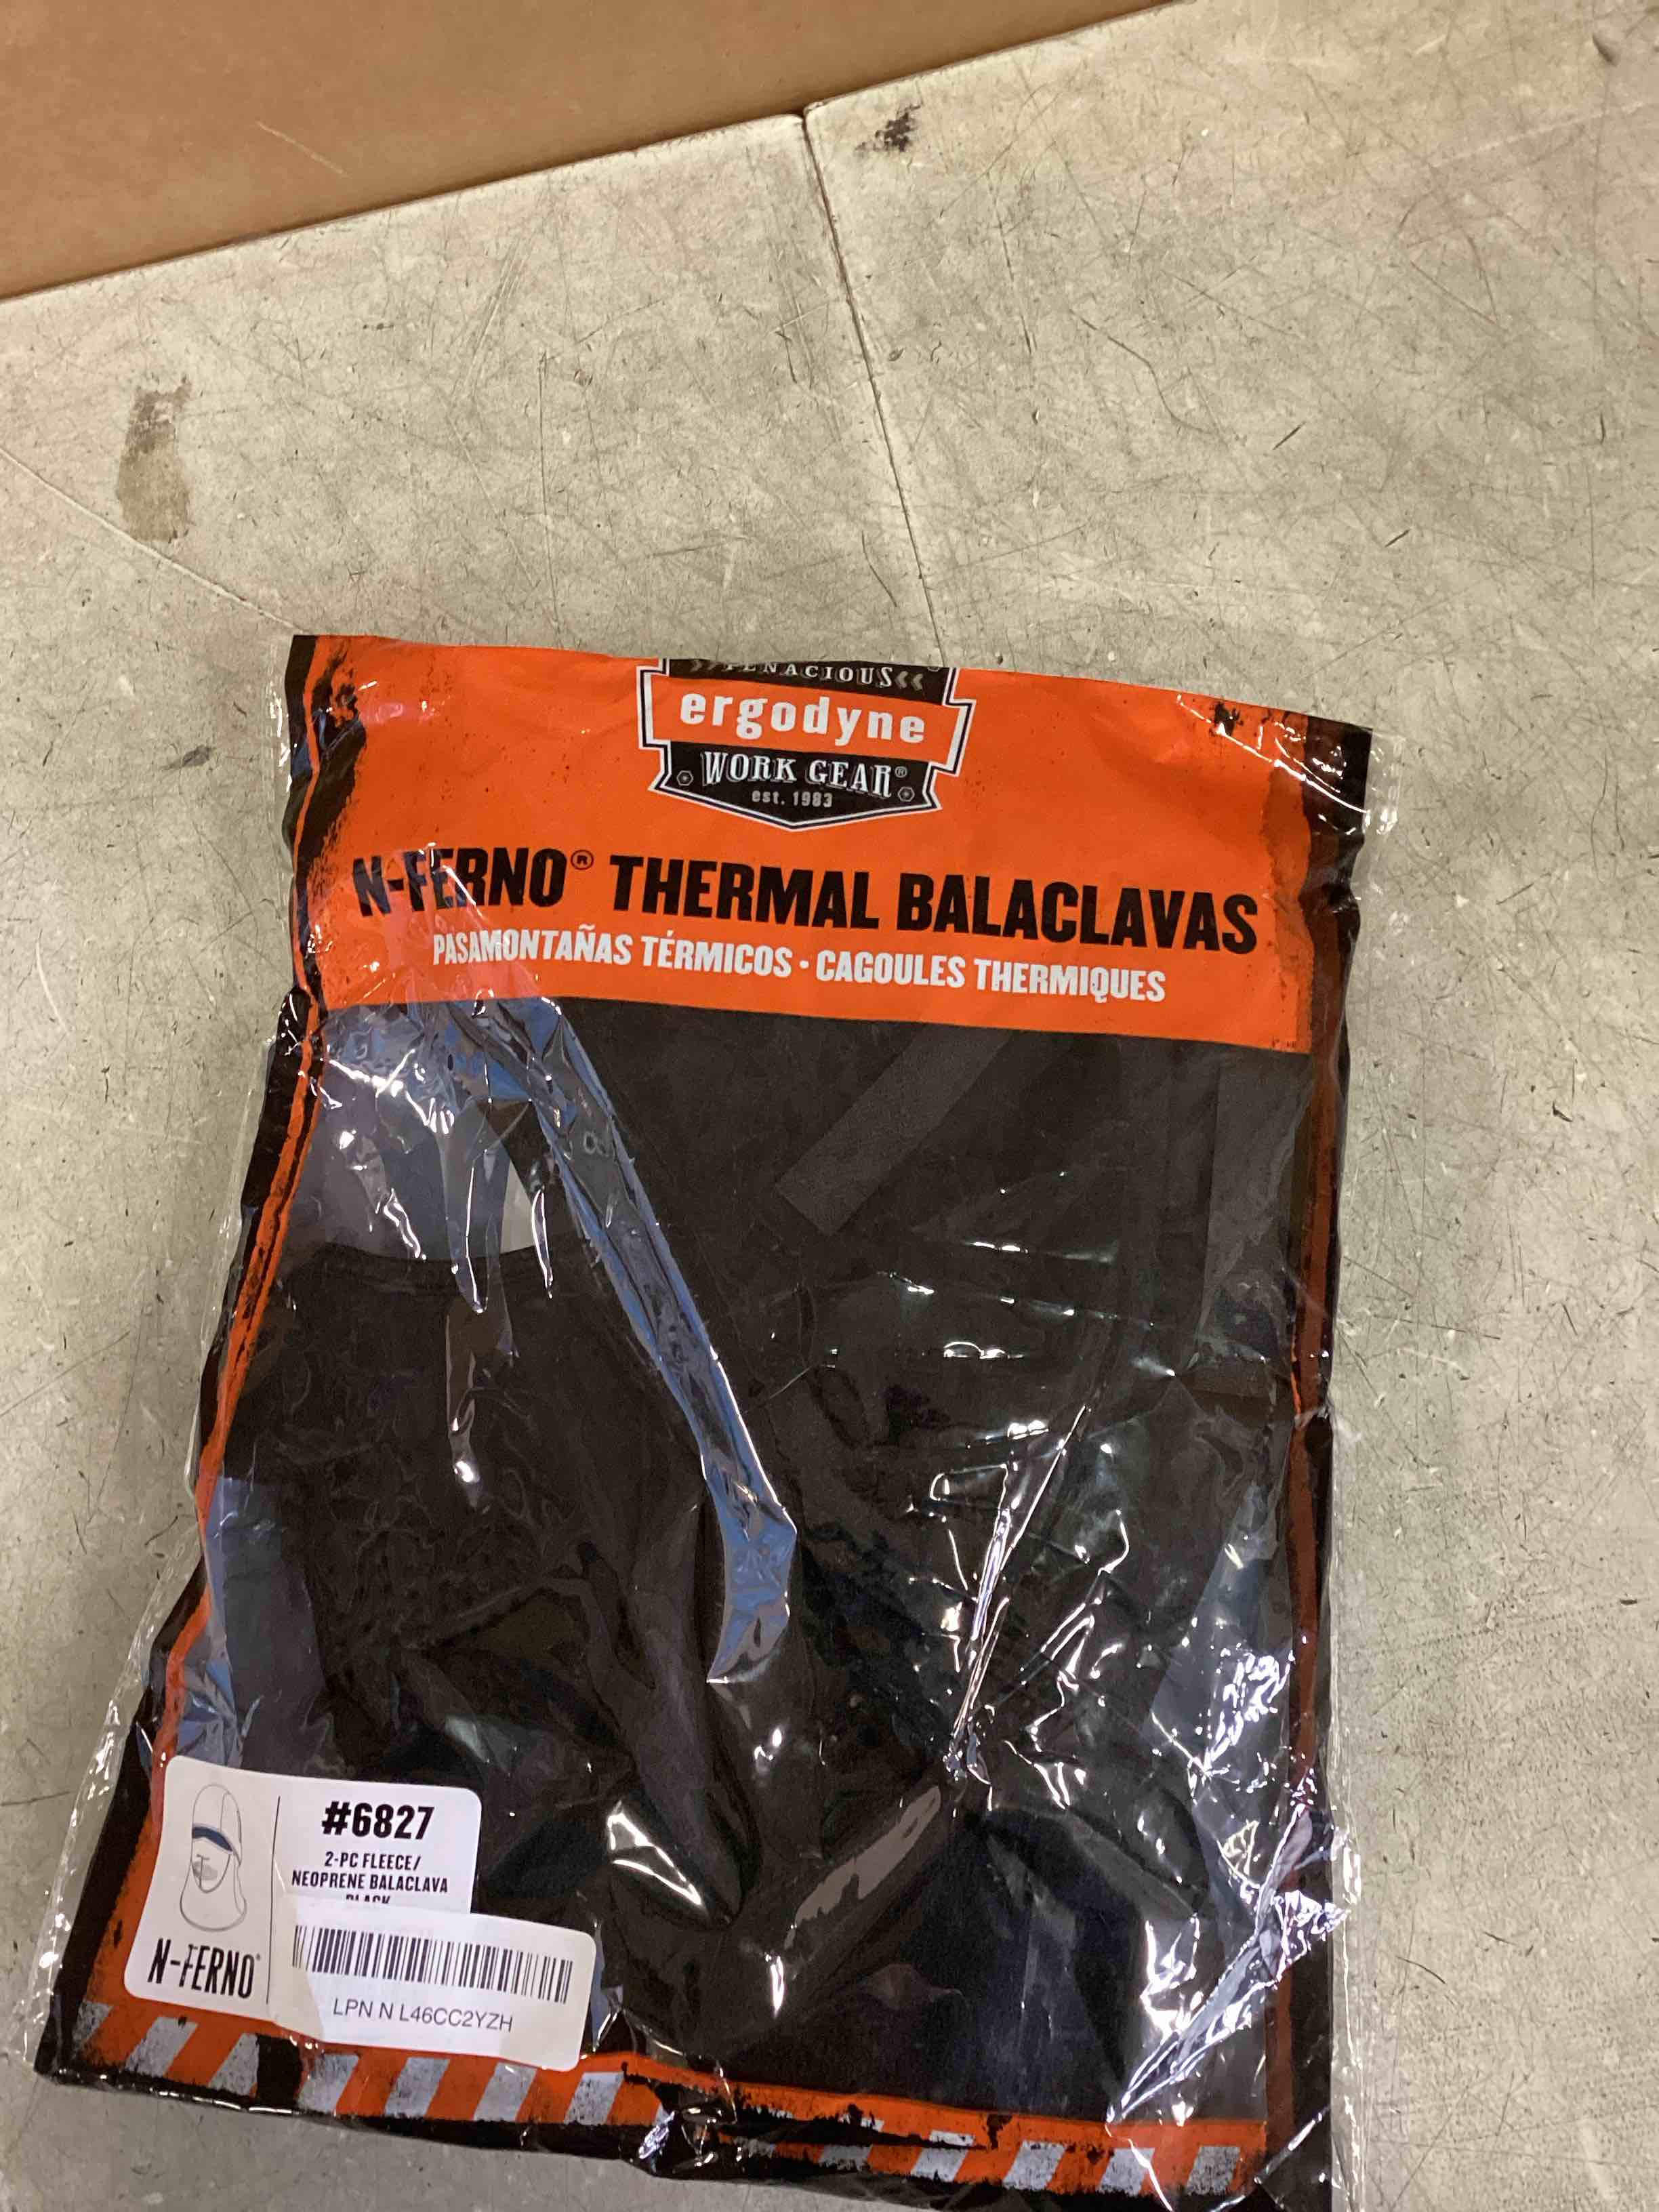 TENACIOUS
ergodyne
WORK GEAR®
est. 1983
N-FERNO® THERMAL BALACLAVAS
PASAMONTAÑAS TÉRMICOS • CAGOULES THERMIQUES
#6827
2-PC FLEECE/
NEOPRENE BALACLAVA
BLACK
N-FERNO®
LPN N L46CC2YZH